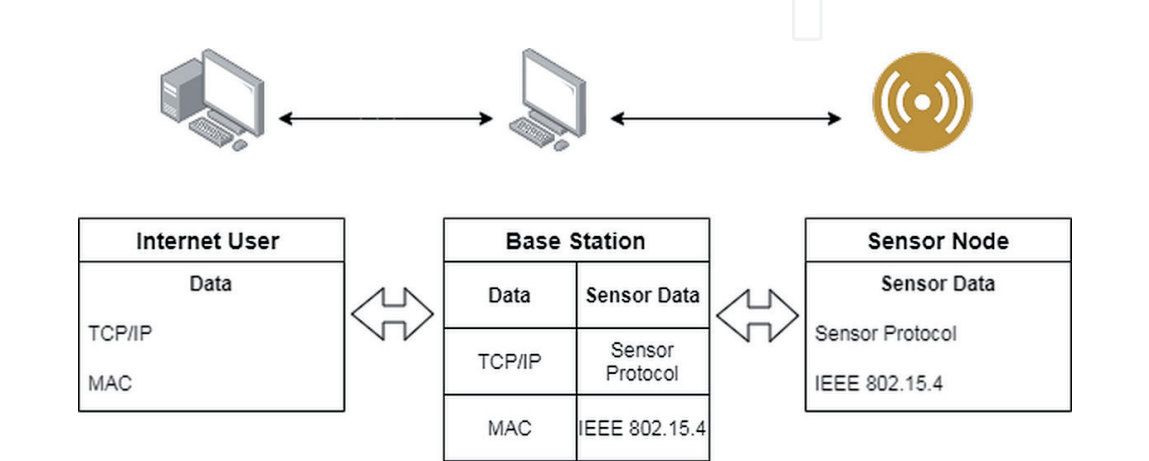 Internet User
Data
TCP/IP
MAC
Base Station
Data
Sensor Data
TCP/IP
Sensor
Protocol
MAC
IEEE 802.15.4
Sensor Node
Sensor Data
Sensor Protocol
IEEE 802.15.4